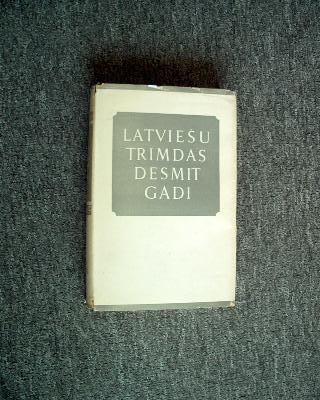 LATVIEŠU
TRIMDAS
DESMIT
GADI